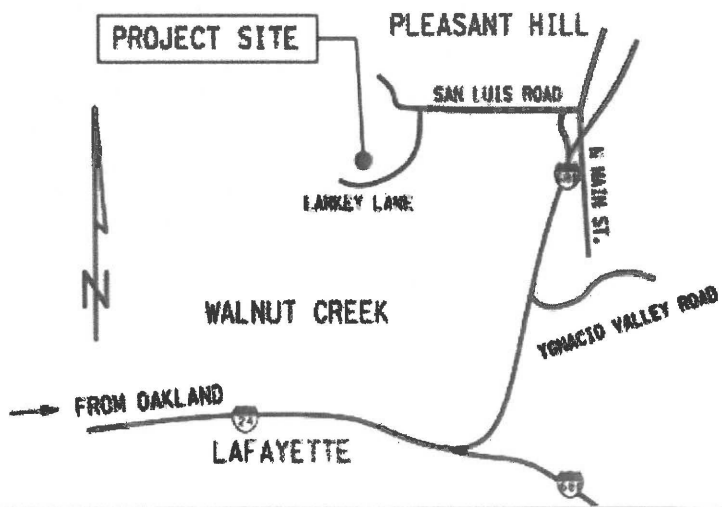 PLEASANT HILL
PROJECT SITE
SAN LUIS ROAD
LARKEY LANE
N MAIN ST.
N
WALNUT CREEK
YGNACIO VALLEY ROAD
FROM OAKLAND
24
LAFAYETTE
680